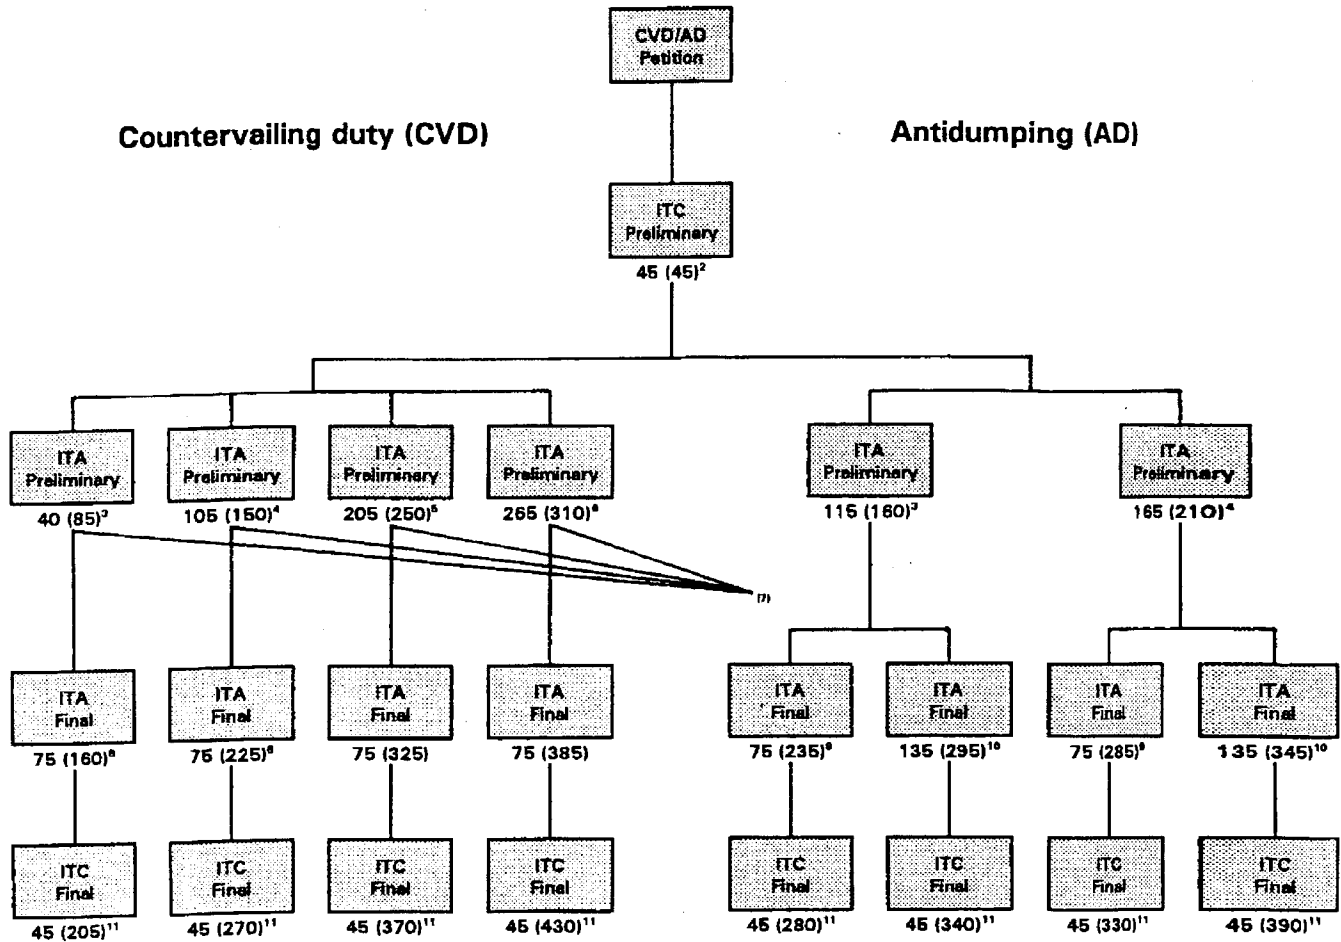 CVD/AD
Petition
Countervailing duty (CVD)
Antidumping (AD)
ITC
Preliminary
45 (45)²
ITA
Preliminary
40 (85)³
ITA
Preliminary
105 (150)⁴
ITA
Preliminary
205 (250)⁵
ITA
Preliminary
265 (310)⁶
ITA
Preliminary
115 (160)³
ITA
Preliminary
165 (210)⁴
(7)
ITA
Final
75 (160)⁸
ITA
Final
75 (225)⁸
ITA
Final
75 (325)
ITA
Final
75 (385)
ITA
Final
75 (235)⁹
ITA
Final
135 (295)¹⁰
ITA
Final
75 (285)⁹
ITA
Final
135 (345)¹⁰
ITC
Final
45 (205)¹¹
ITC
Final
45 (270)¹¹
ITC
Final
45 (370)¹¹
ITC
Final
45 (430)¹¹
ITC
Final
45 (280)¹¹
ITC
Final
45 (340)¹¹
ITC
Final
45 (330)¹¹
ITC
Final
45 (390)¹¹